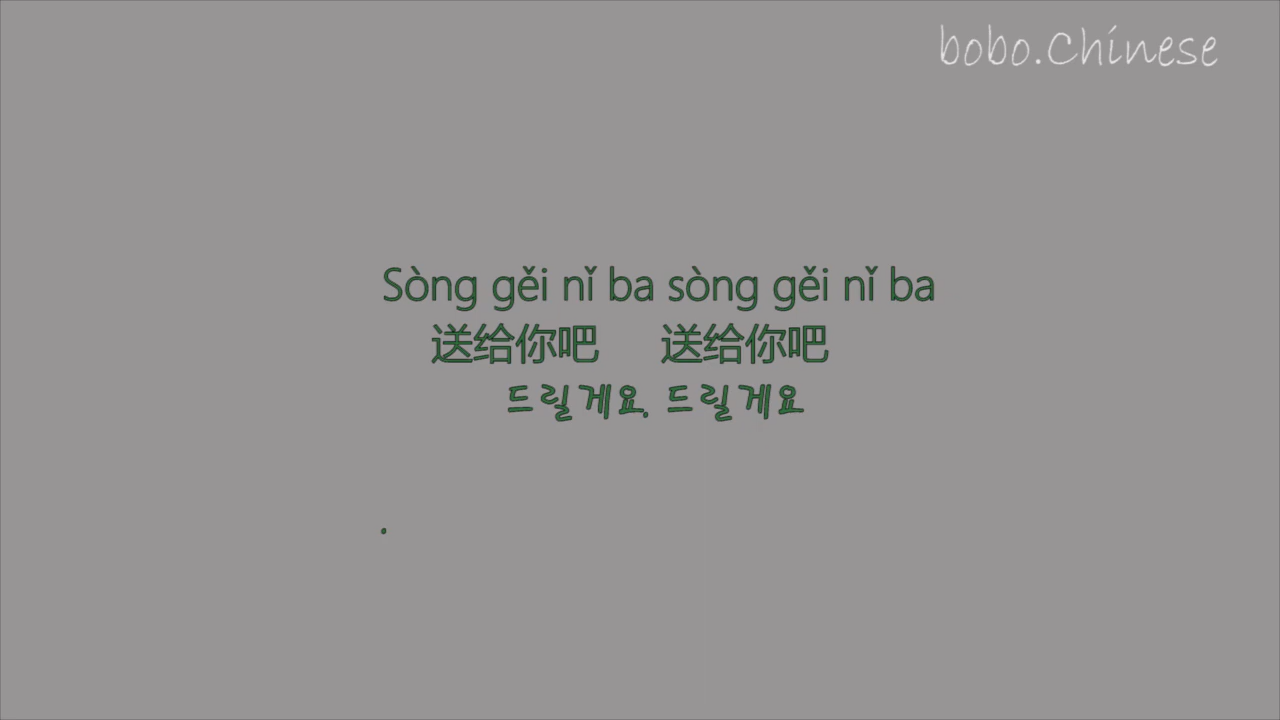 bobo.Chinese
Sòng gěi nǐ ba sòng gěi nǐ ba
送给你吧 送给你吧
드릴게요. 드릴게요
.